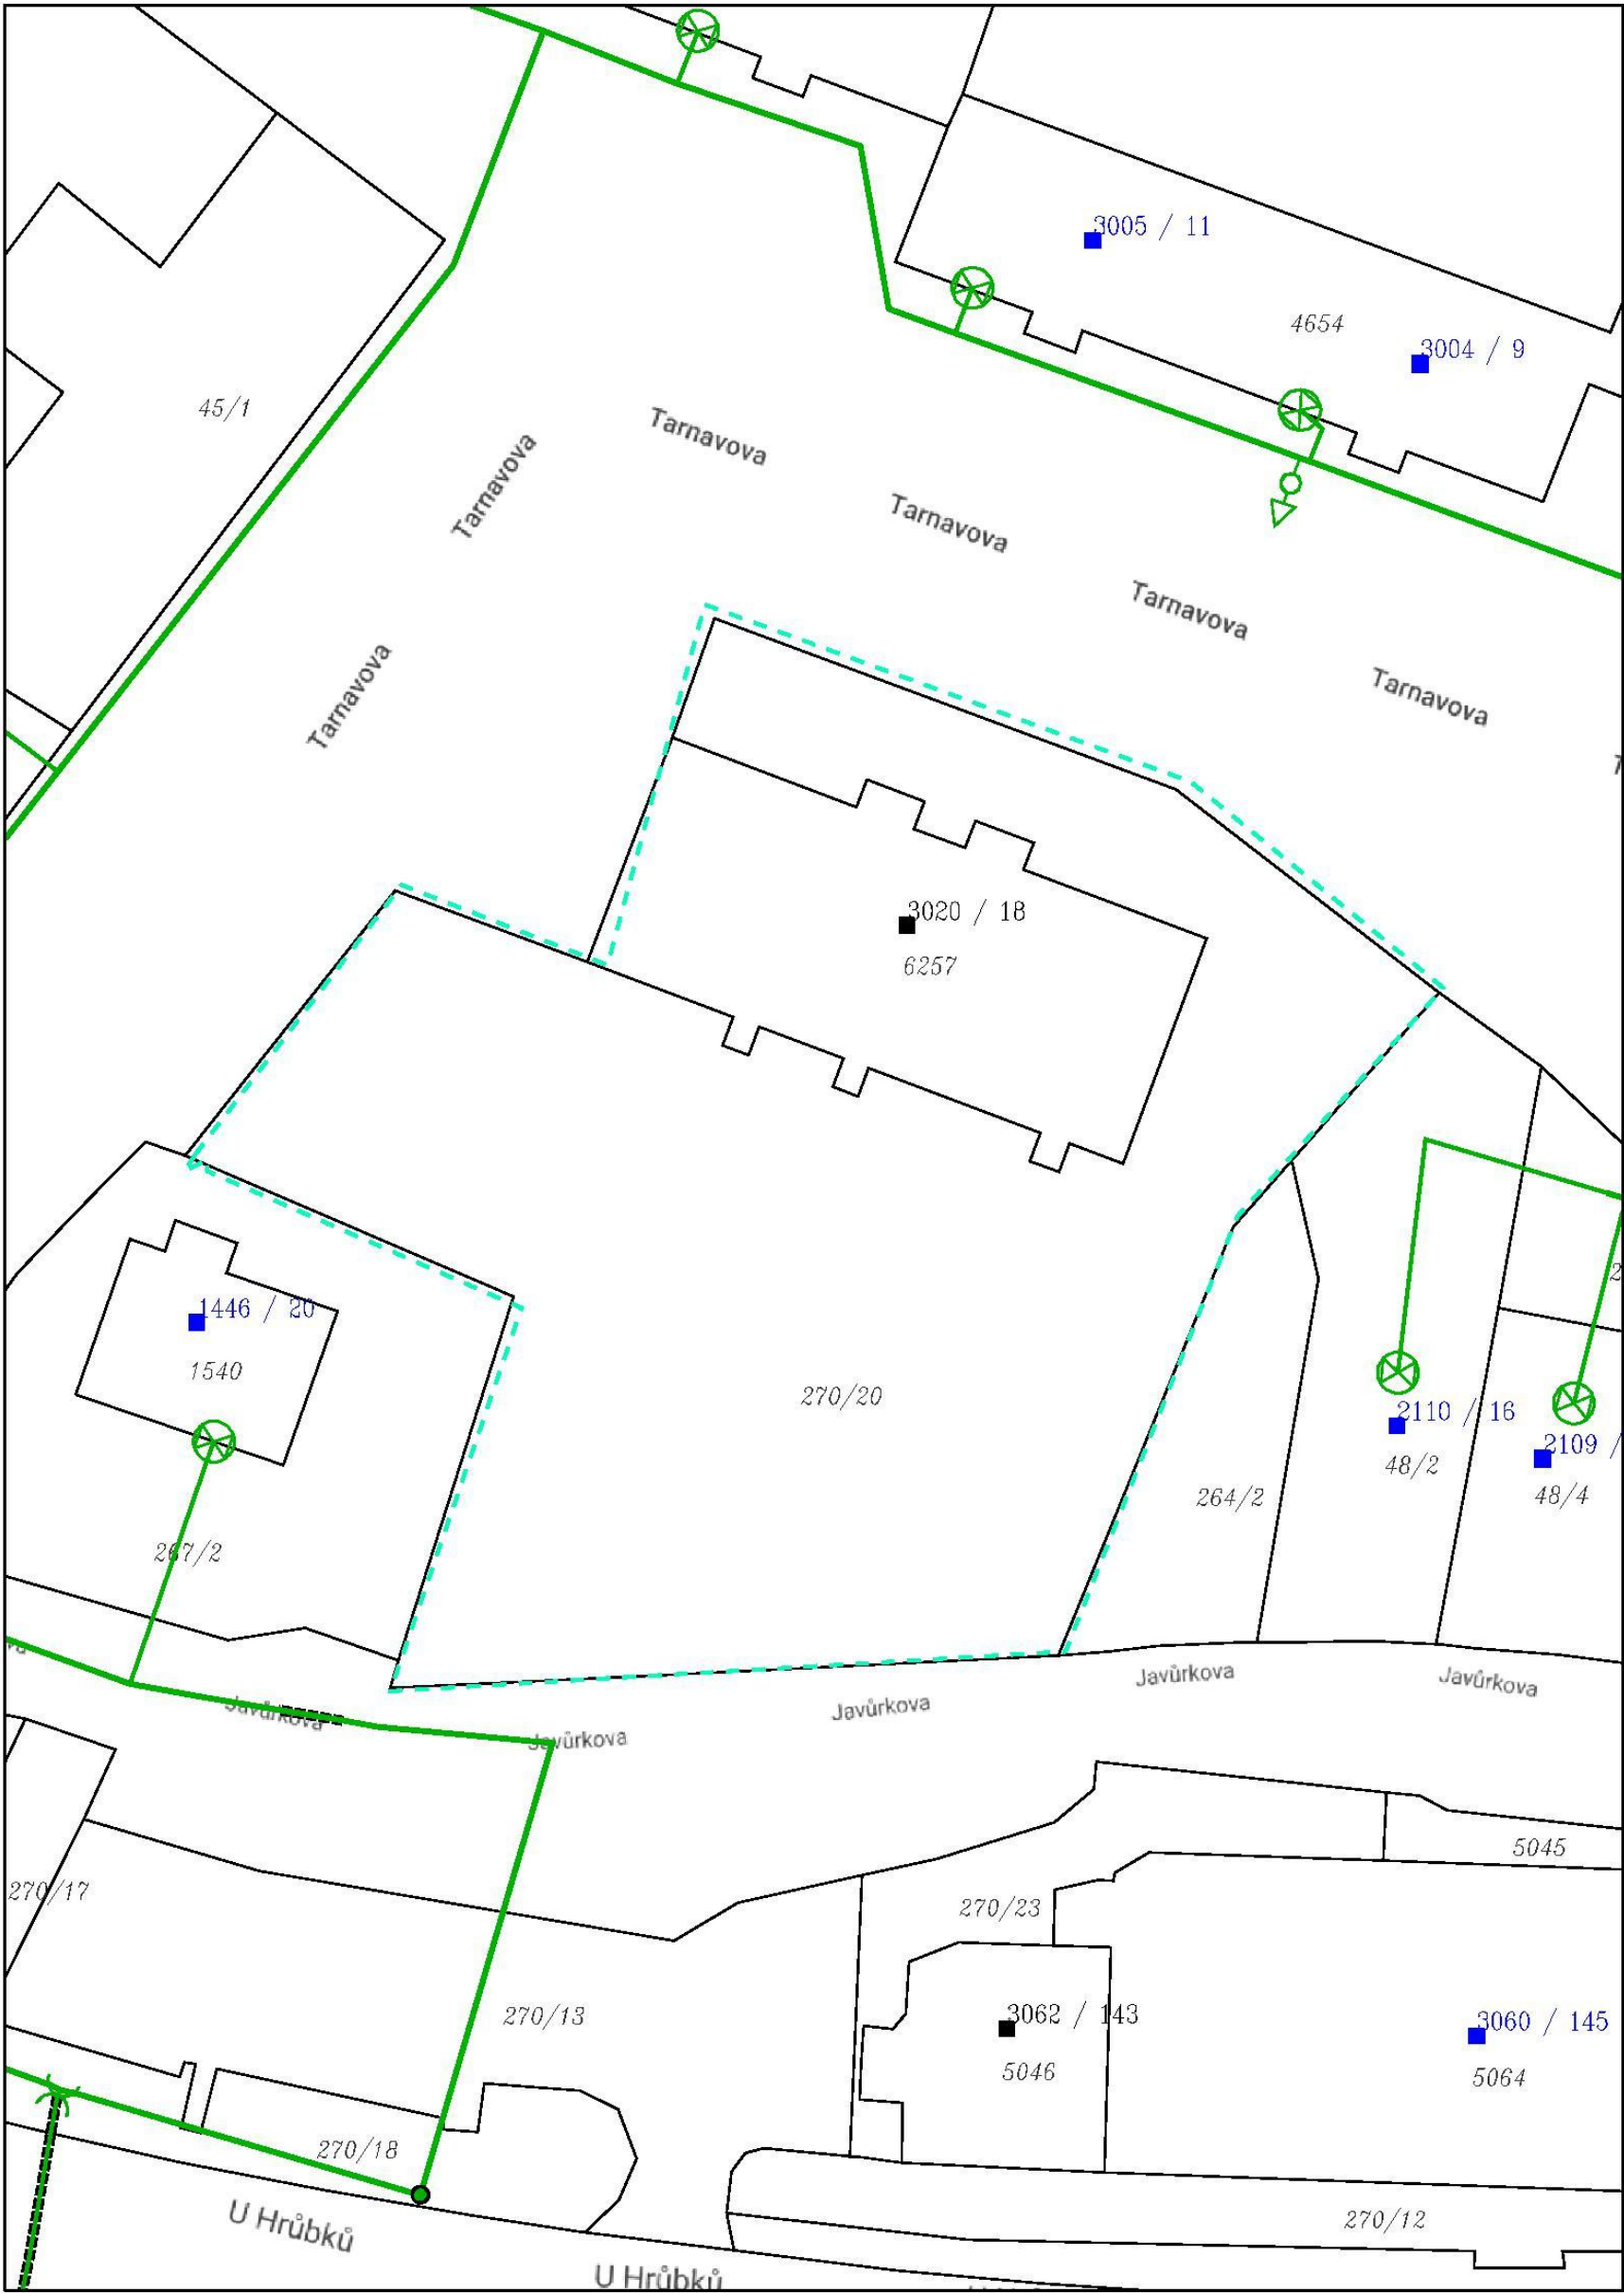 3005 / 11
4654
3004 / 9
45/1
Tarnavova
Tarnavova
Tarnavova
Tarnavova
Tarnavova
Tarnavova
3020 / 18
6257
1446 / 20
1540
270/20
2110 / 16
48/2
2109 /
48/4
264/2
267/2
Javůrkova
Javůrkova
Javůrkova
Javůrkova
Javůrkova
5045
270/17
270/23
270/13
3062 / 143
5046
3060 / 145
5064
270/18
270/12
U Hrůbků
U Hrůbků